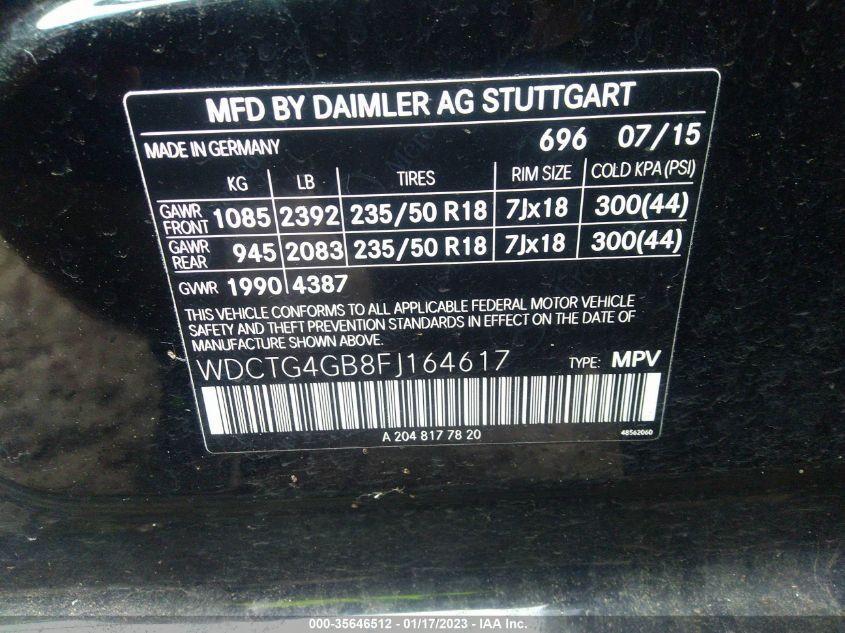 MFD BY DAIMLER AG STUTTGART
MADE IN GERMANY 696 07/15
KG LB TIRES RIM SIZE COLD KPA (PSI)
GAWR FRONT 1085 2392 235/50 R18 7Jx18 300(44)
GAWR REAR 945 2083 235/50 R18 7Jx18 300(44)
GVWR 1990 4387
THIS VEHICLE CONFORMS TO ALL APPLICABLE FEDERAL MOTOR VEHICLE
SAFETY AND THEFT PREVENTION STANDARDS IN EFFECT ON THE DATE OF
MANUFACTURE SHOWN ABOVE.
WDCTG4GB8FJ164617 TYPE: MPV
A 204 817 78 20 48562060
000-35646512 - 01/17/2023 - IAAI.COM